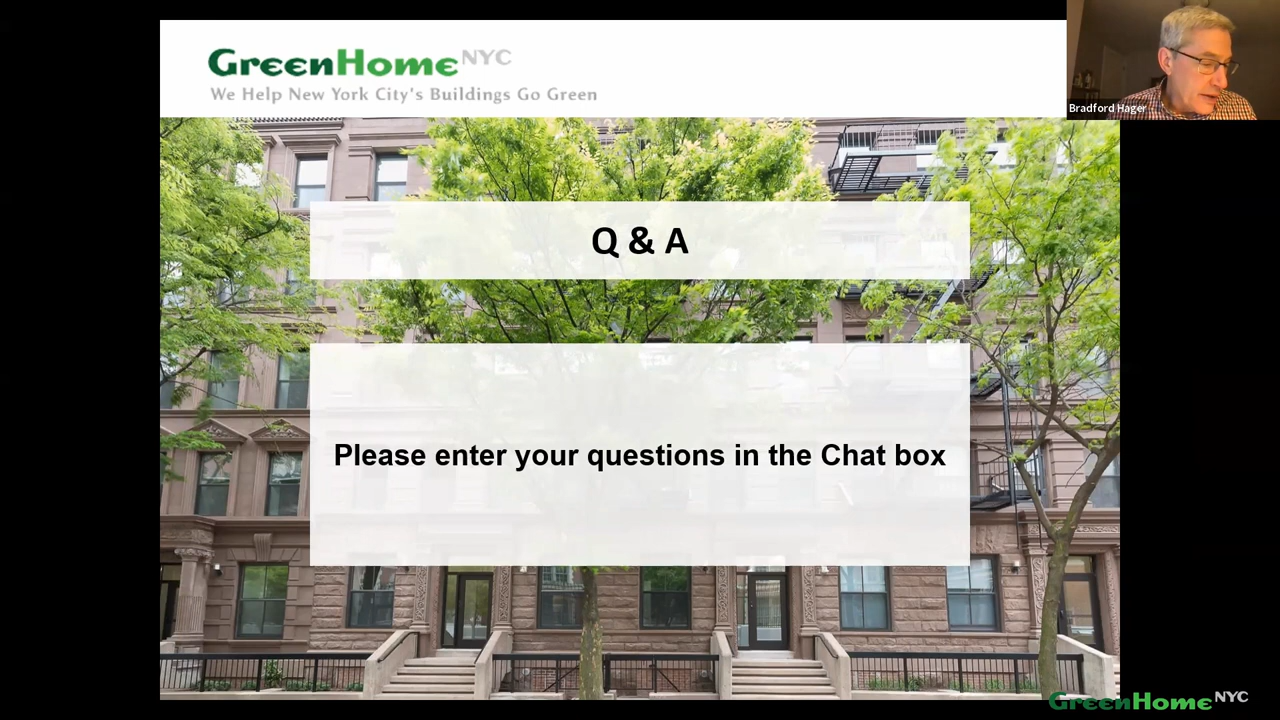 GreenHomeNYC
We Help New York City's Buildings Go Green
Bradford Hager
Q & A
Please enter your questions in the Chat box
GreenHomeNYC